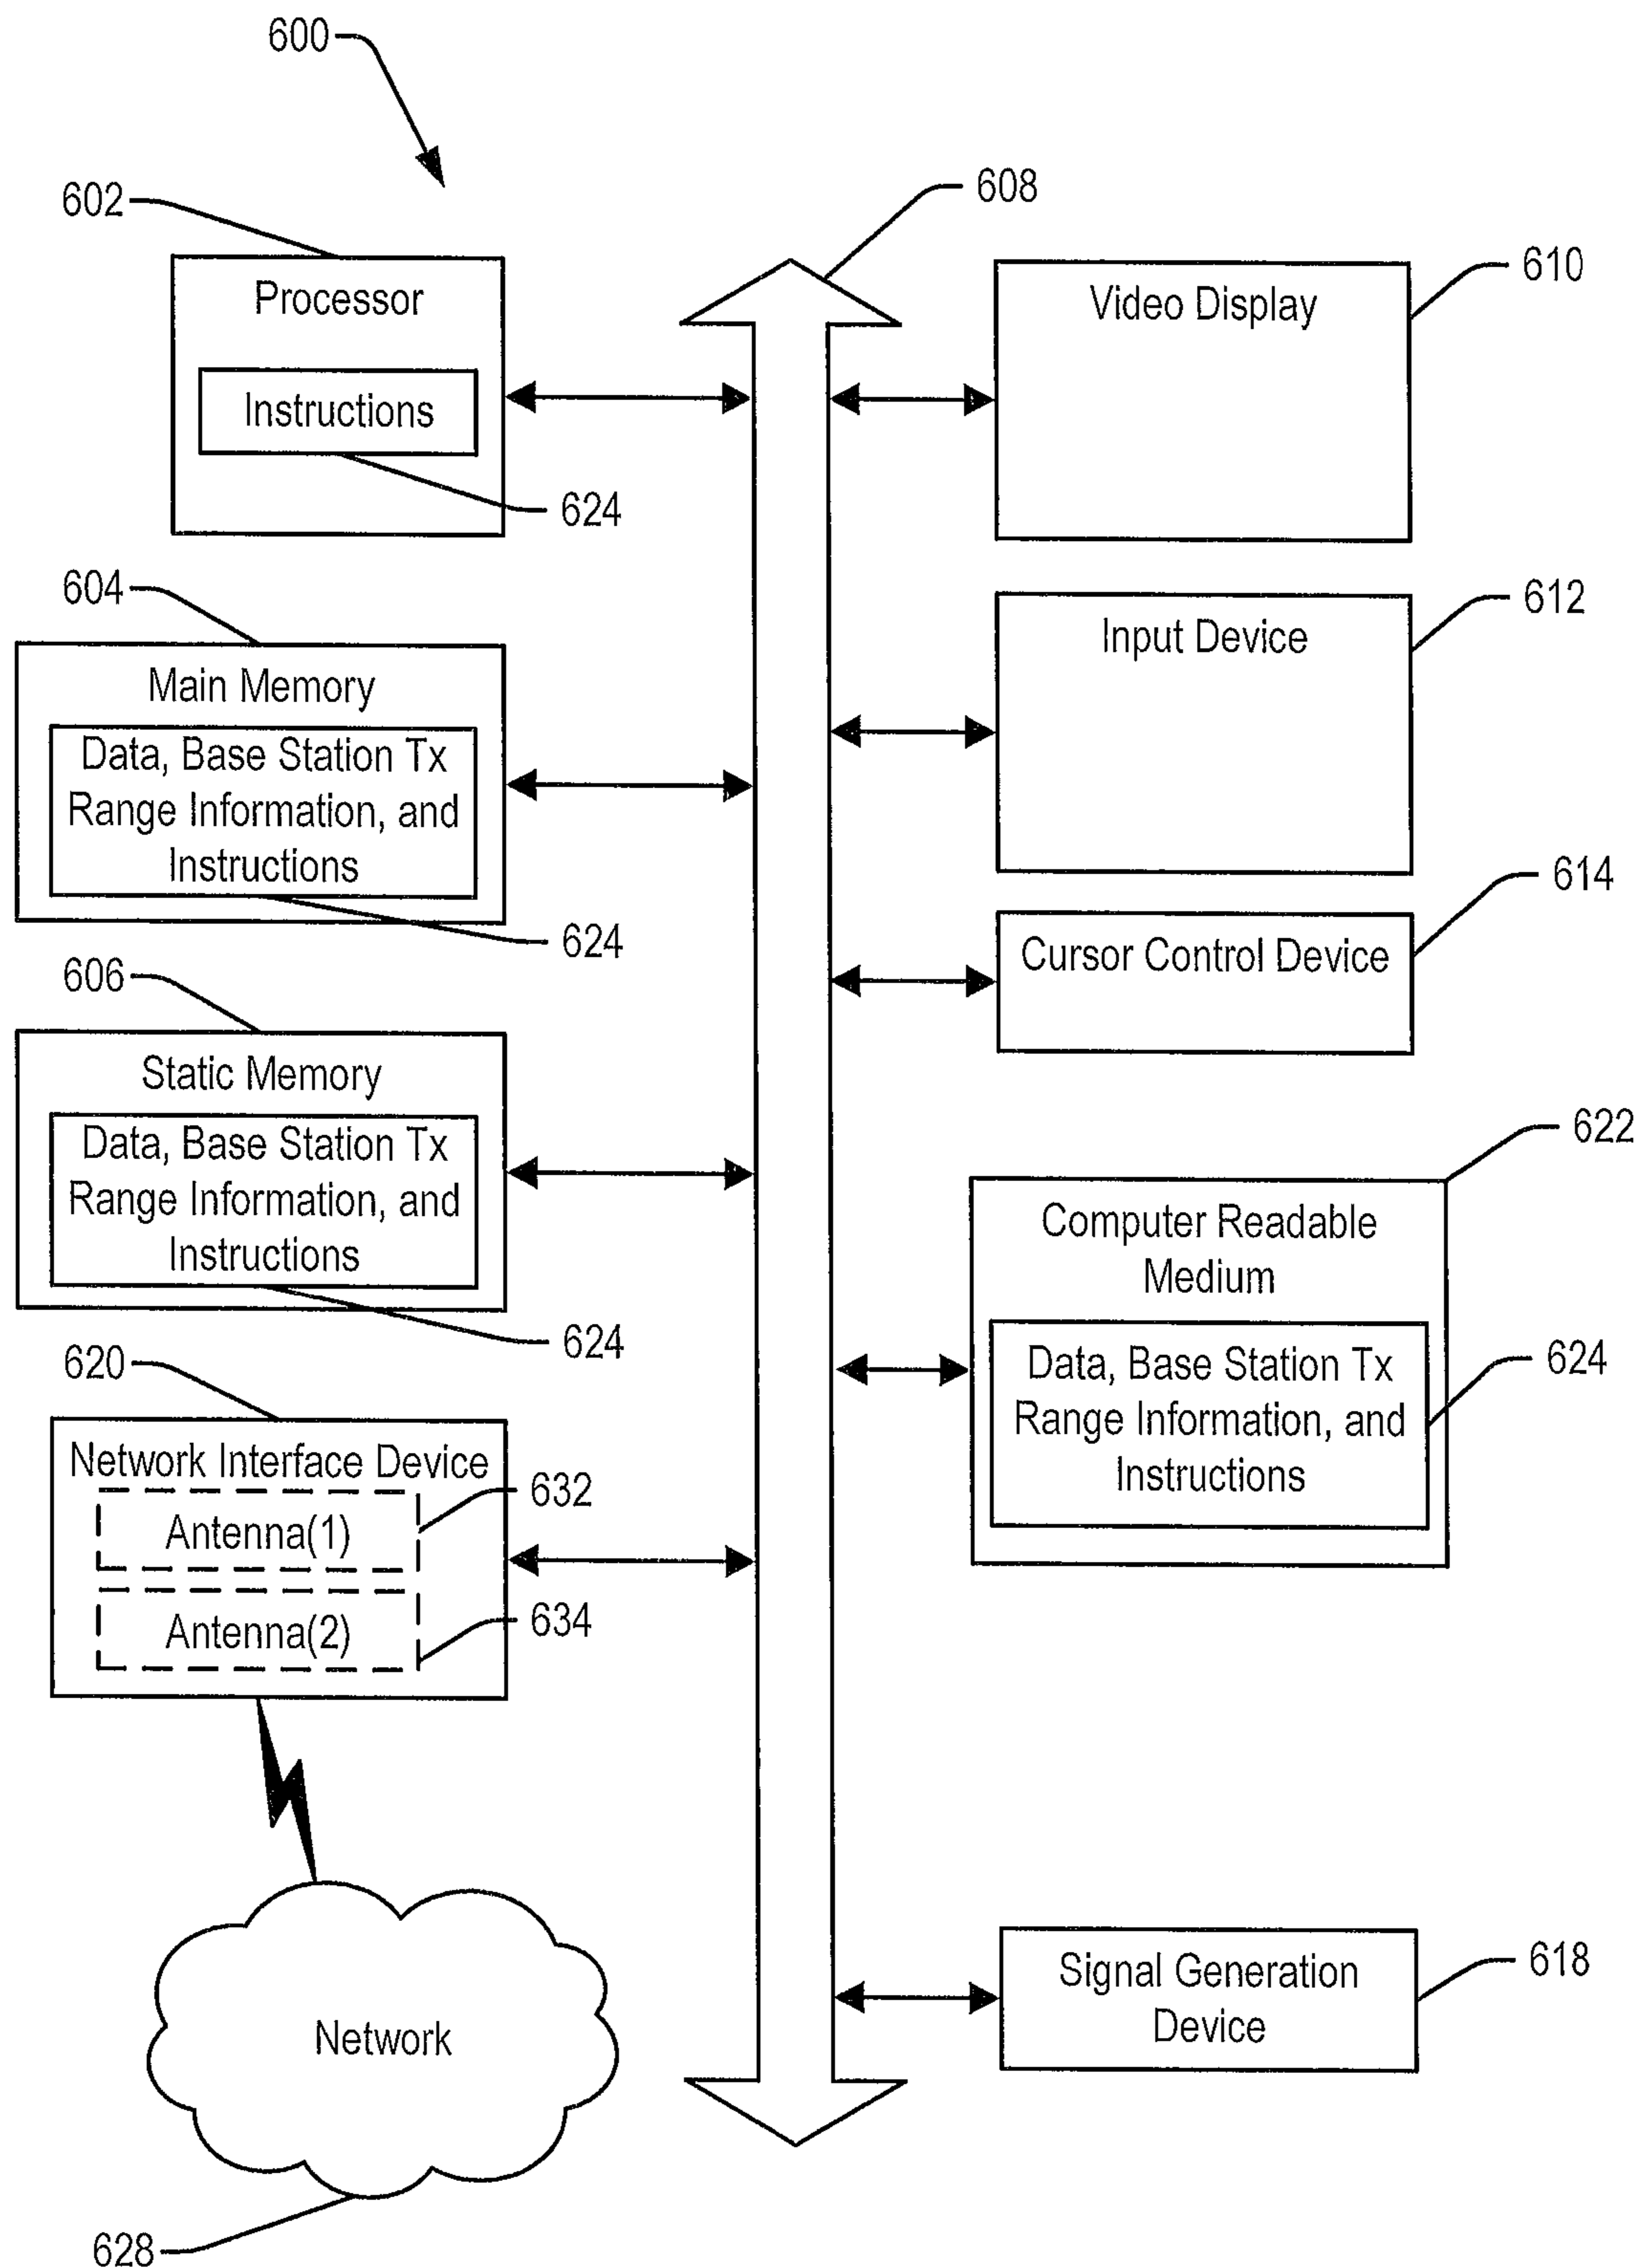 600
608
602
Processor
Instructions
624
610
Video Display
604
Main Memory
Data, Base Station Tx
Range Information, and
Instructions
624
612
Input Device
614
Cursor Control Device
606
Static Memory
Data, Base Station Tx
Range Information, and
Instructions
624
622
Computer Readable
Medium
Data, Base Station Tx
Range Information, and
Instructions
624
620
Network Interface Device
Antenna(1)
632
Antenna(2)
634
Network
628
Signal Generation
Device
618